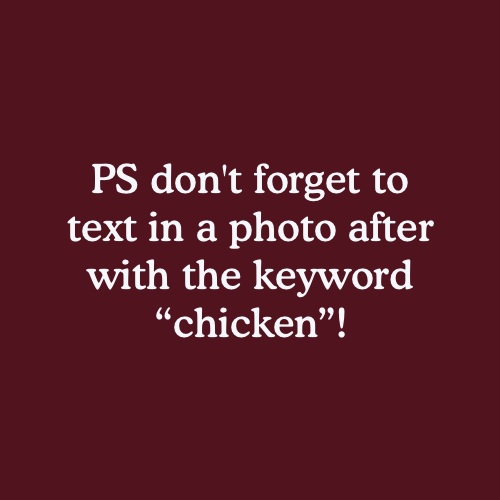 PS don't forget to
text in a photo after
with the keyword
“chicken”!